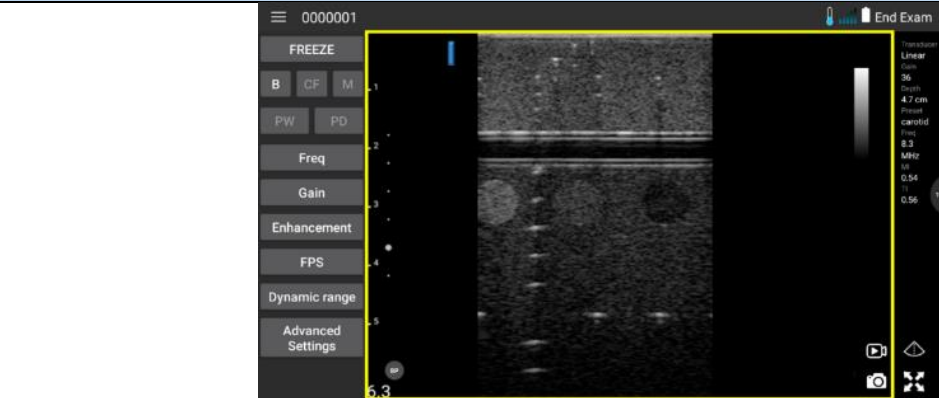 0000001
End Exam
FREEZE
B CF M
PW PD
Freq
Gain
Enhancement
FPS
Dynamic range
Advanced
Settings
1
2
3
4
5
6.3
BP
Transducer
Linear
Gain
36
Depth
4.7 cm
Preset
carotid
Freq
8.3
MHz
MI
0.54
TI
0.56